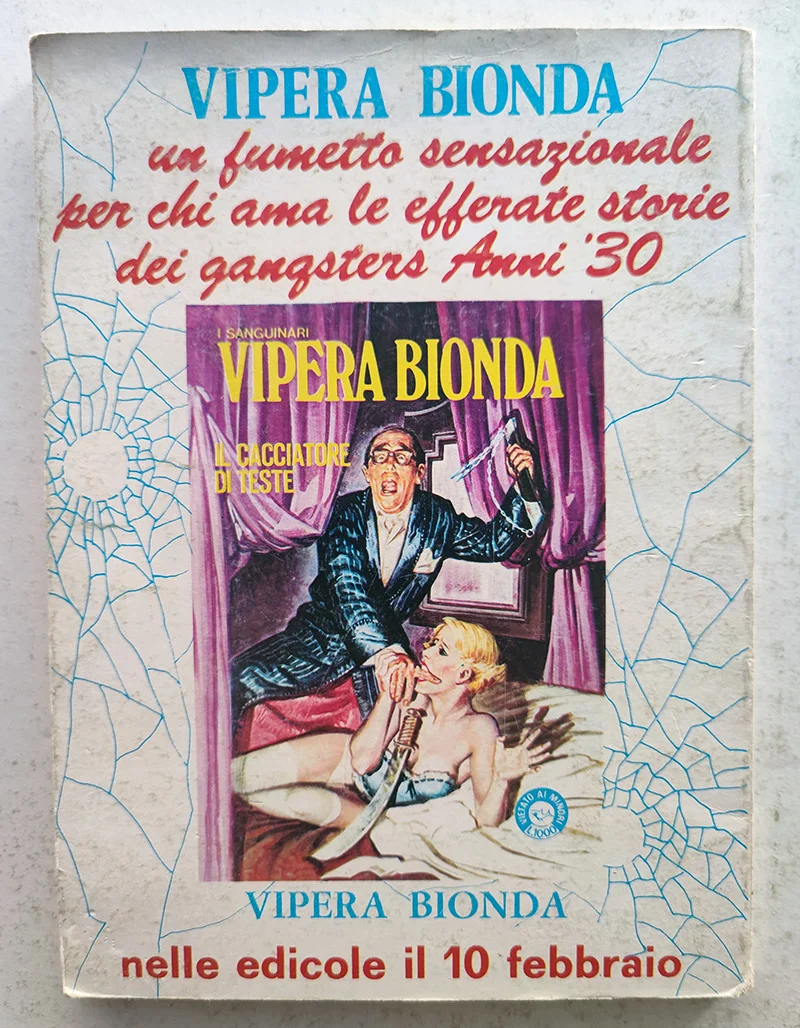 VIPERA BIONDA
un fumetto sensazionale
per chi ama le efferate storie
dei gangsters Anni '30
I SANGUINARI
VIPERA BIONDA
IL CACCIATORE
DI TESTE
VIETATO AI MINORI
L.1000
VIPERA BIONDA
nelle edicole il 10 febbraio